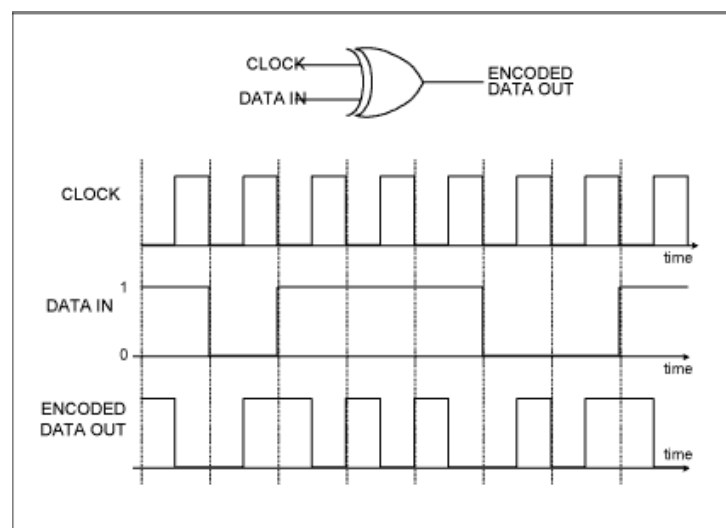 CLOCK
DATA IN
ENCODED
DATA OUT
CLOCK
time
1
DATA IN
0
time
ENCODED
DATA OUT
time